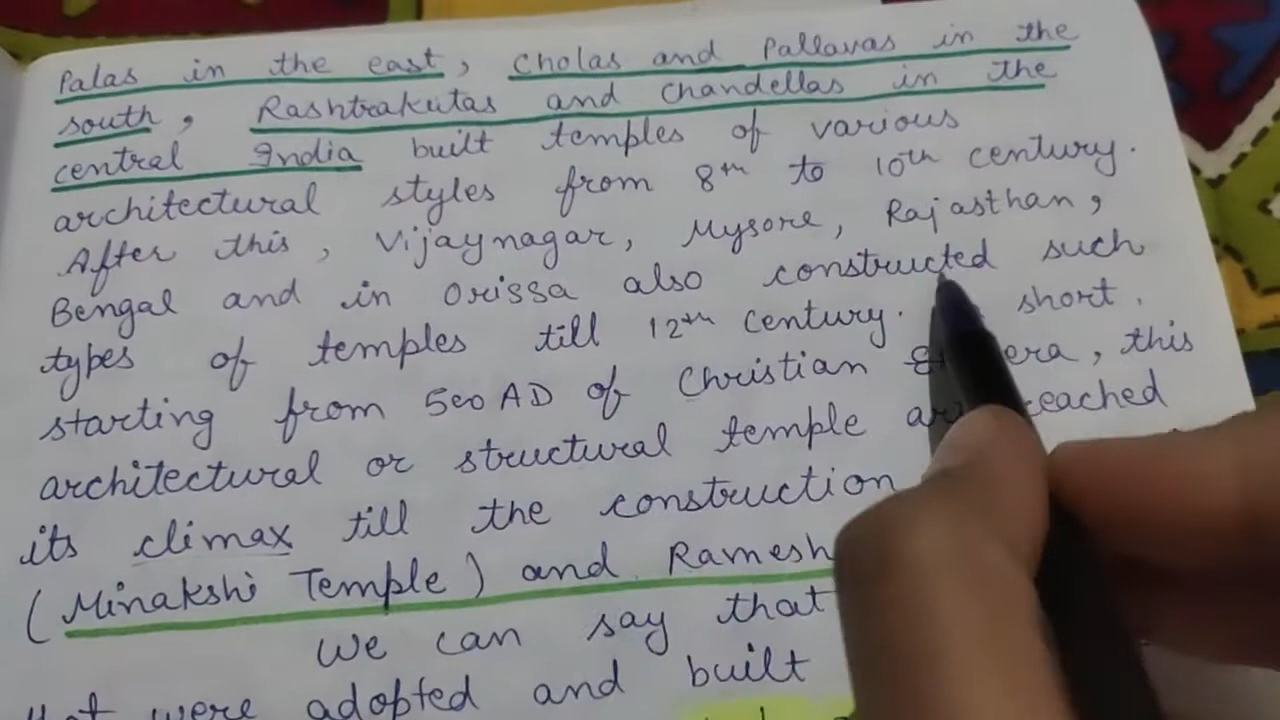 Palas in the east, Cholas and Pallavas in the
south, Rashtrakutas and Chandellas in the
central India built temples of various
architectural styles from 8th to 10th century.
After this, Vijaynagar, Mysore, Rajasthan,
Bengal and in Orissa also constructed such
types of temples till 12th century. short,
starting from 500 AD of Christian era, this
architectural or structural temple reached
its climax till the construction
(Minakshi Temple) and Ramesh
We can say that
were adopted and built